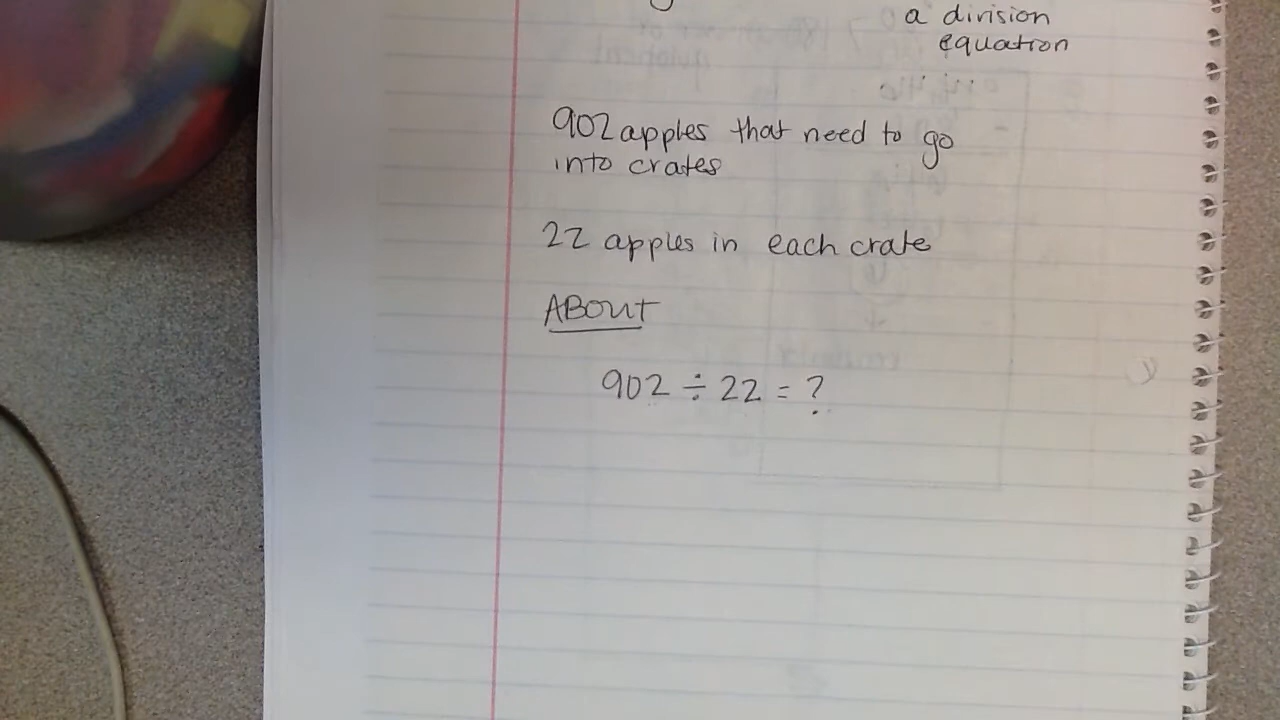 a division
equation
902 apples that need to go
into crates
22 apples in each crate
ABOUT
902 ÷ 22 = ?